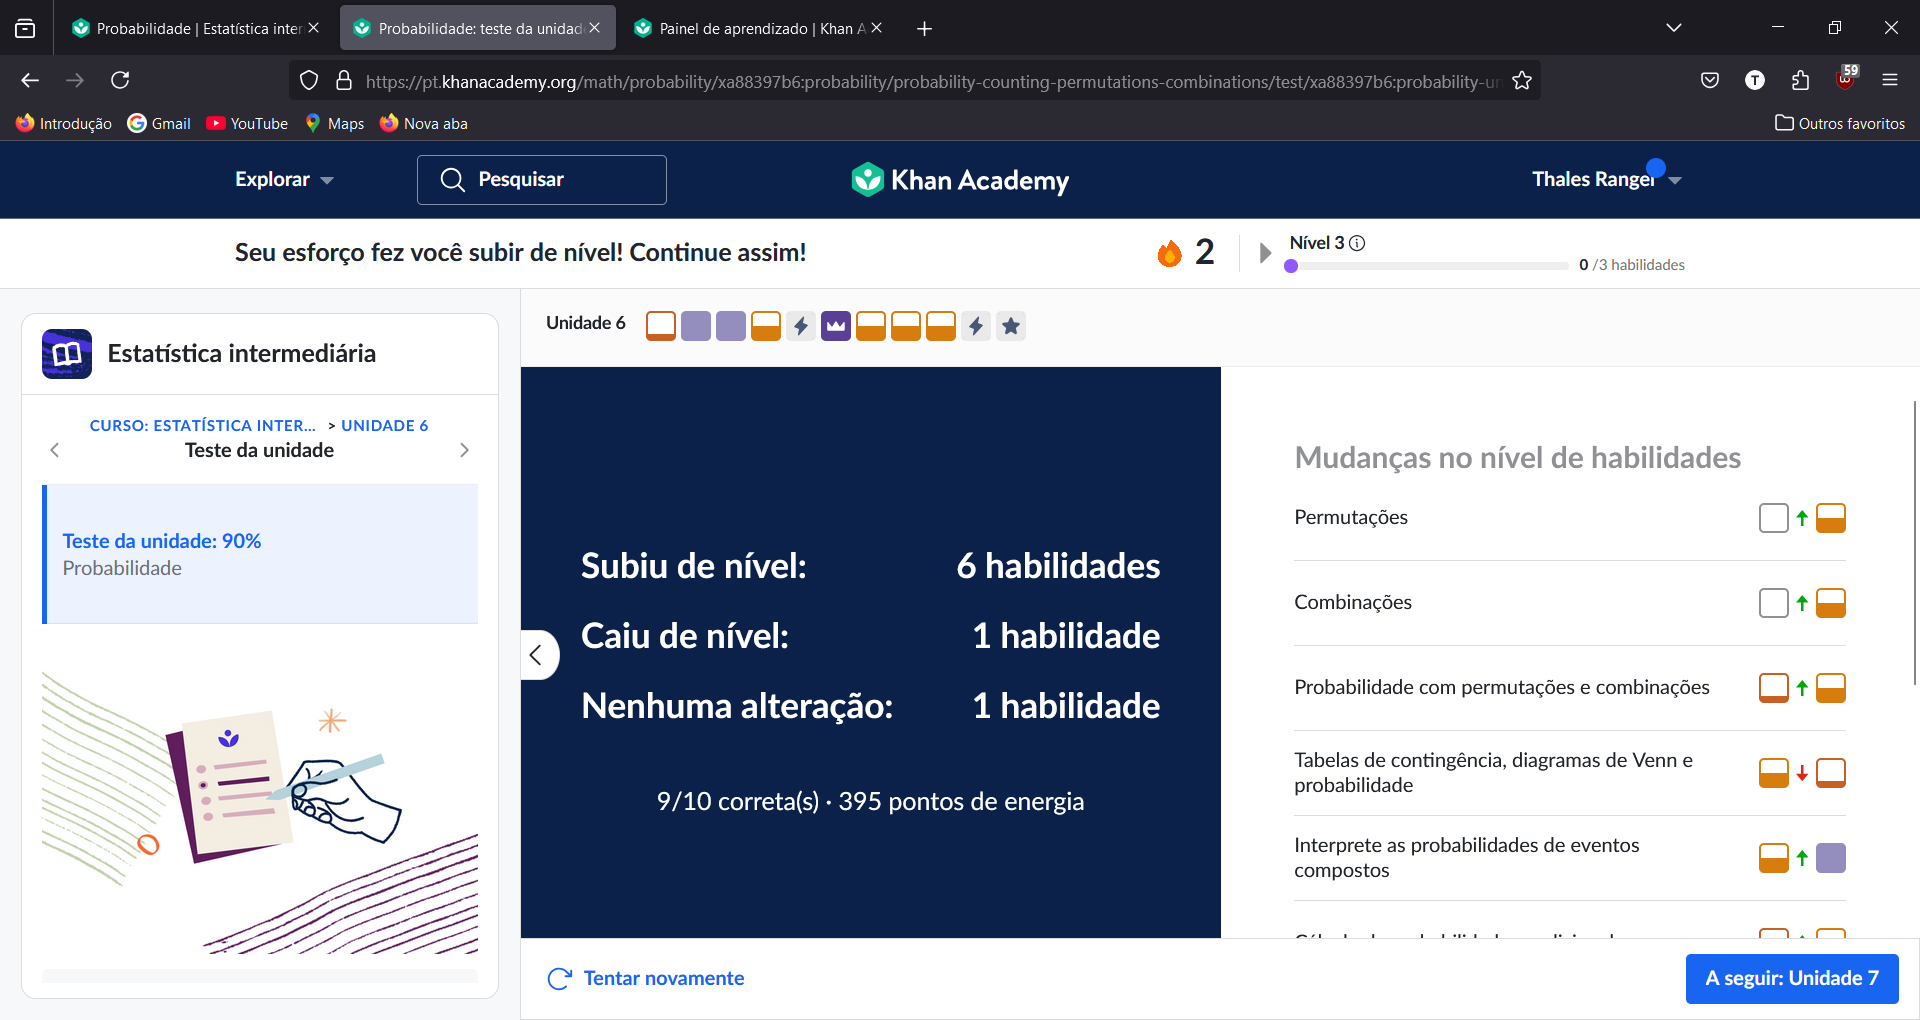 Probabilidade | Estatística inter
Probabilidade: teste da unidad
Painel de aprendizado | Khan A
https://pt.khanacademy.org/math/probability/xa88397b6:probability/probability-counting-permutations-combinations/test/xa88397b6:probability-un
T
59
Introdução
Gmail
YouTube
Maps
Nova aba
Outros favoritos
Explorar
Pesquisar
Khan Academy
Thales Rangel
Seu esforço fez você subir de nível! Continue assim!
2
Nível 3
0 /3 habilidades
Estatística intermediária
CURSO: ESTATÍSTICA INTER... > UNIDADE 6
Teste da unidade
Teste da unidade: 90%
Probabilidade
Unidade 6
Subiu de nível: 6 habilidades
Caiu de nível: 1 habilidade
Nenhuma alteração: 1 habilidade
9/10 correta(s) · 395 pontos de energia
Mudanças no nível de habilidades
Permutações
Combinações
Probabilidade com permutações e combinações
Tabelas de contingência, diagramas de Venn e
probabilidade
Interprete as probabilidades de eventos
compostos
Tentar novamente
A seguir: Unidade 7